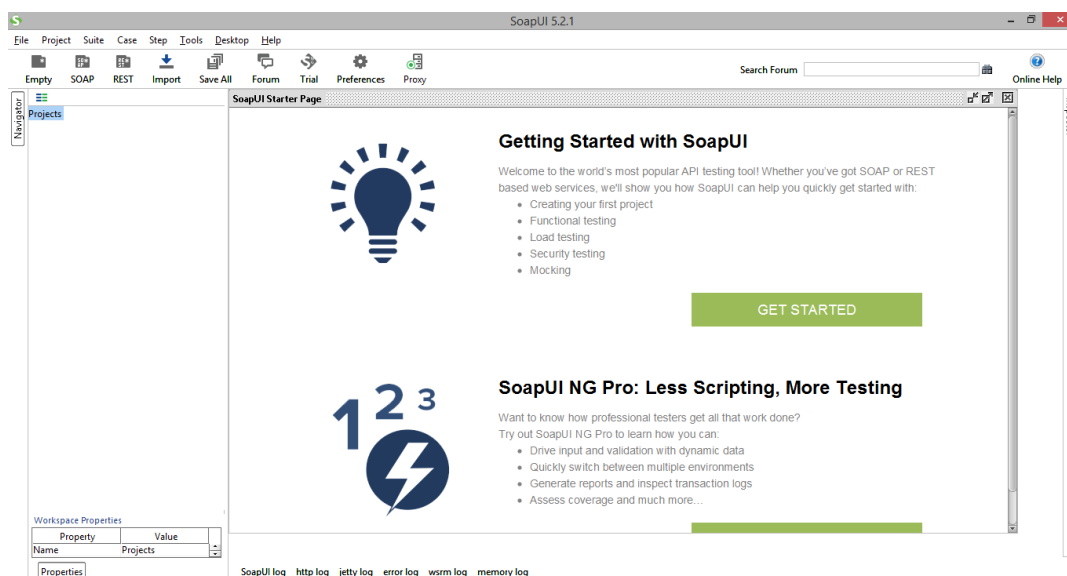 SoapUI 5.2.1
File Project Suite Case Step Tools Desktop Help
Empty SOAP REST Import Save All Forum Trial Preferences Proxy
Search Forum
Online Help
Navigator
Projects
SoapUI Starter Page
Getting Started with SoapUI
Welcome to the world's most popular API testing tool! Whether you've got SOAP or REST
based web services, we'll show you how SoapUI can help you quickly get started with:
• Creating your first project
• Functional testing
• Load testing
• Security testing
• Mocking
GET STARTED
1 2 3
SoapUI NG Pro: Less Scripting, More Testing
Want to know how professional testers get all that work done?
Try out SoapUI NG Pro to learn how you can:
• Drive input and validation with dynamic data
• Quickly switch between multiple environments
• Generate reports and inspect transaction logs
• Assess coverage and much more…
Workspace Properties
Property Value
Name Projects
Properties
SoapUI log http log jetty log error log wsrm log memory log